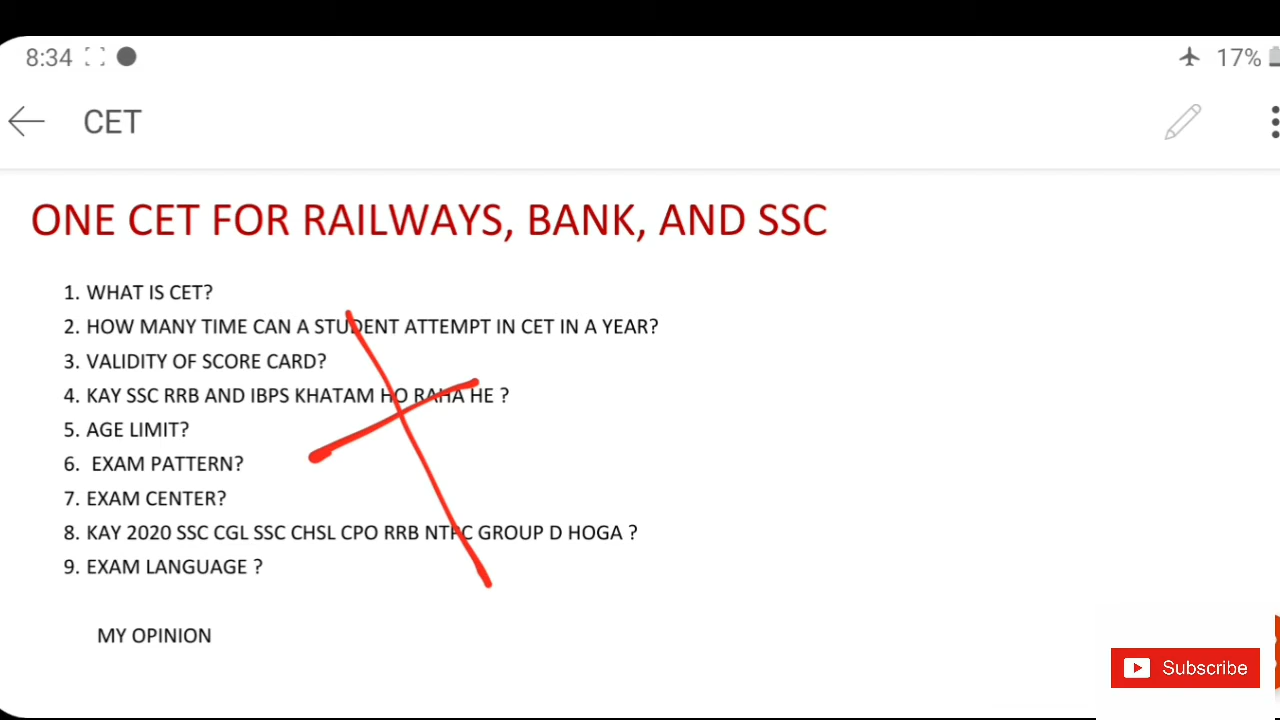 8:34 17%
CET
ONE CET FOR RAILWAYS, BANK, AND SSC
1. WHAT IS CET?
2. HOW MANY TIME CAN A STUDENT ATTEMPT IN CET IN A YEAR?
3. VALIDITY OF SCORE CARD?
4. KAY SSC RRB AND IBPS KHATAM HO RAHA HE ?
5. AGE LIMIT?
6. EXAM PATTERN?
7. EXAM CENTER?
8. KAY 2020 SSC CGL SSC CHSL CPO RRB NTPC GROUP D HOGA ?
9. EXAM LANGUAGE ?
MY OPINION
Subscribe